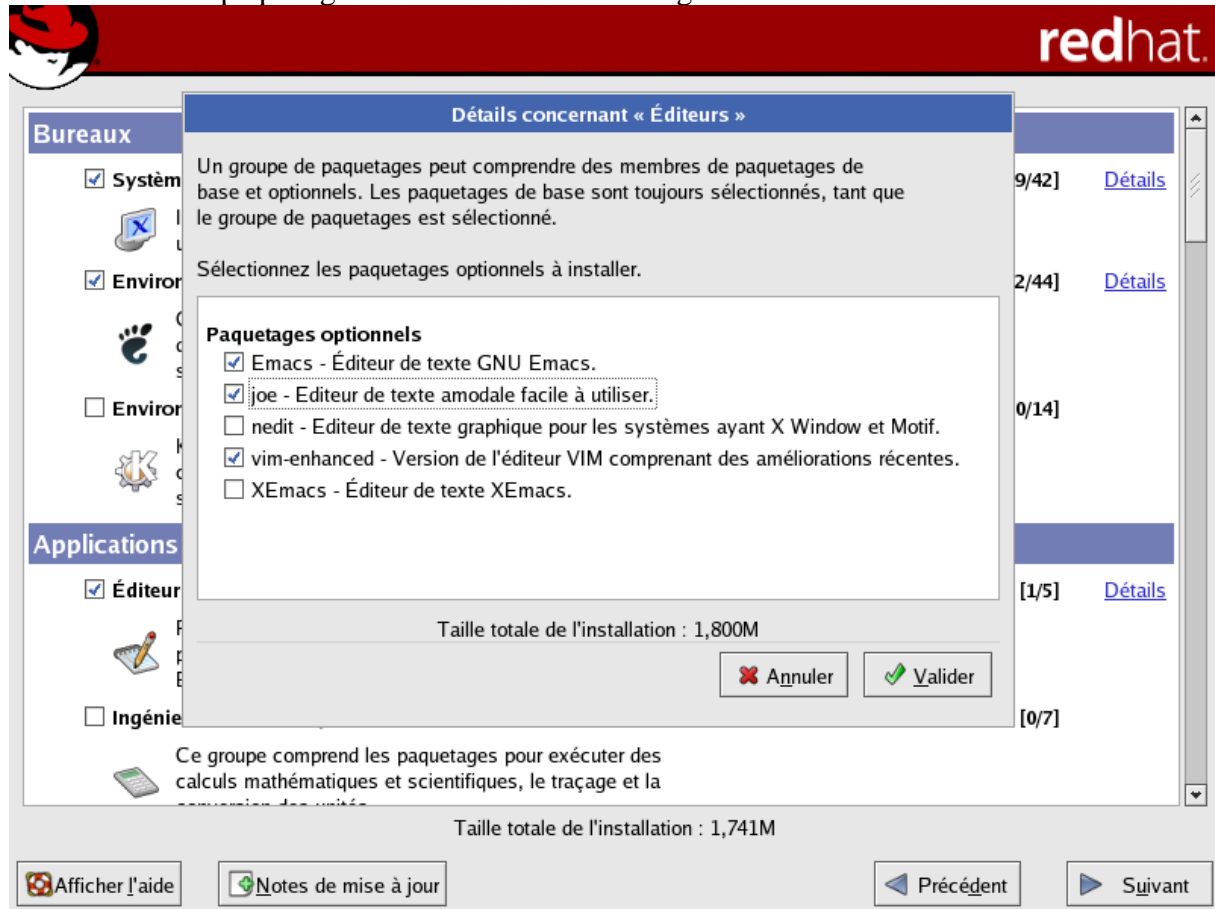 redhat.
Bureaux
Détails concernant « Éditeurs »
Un groupe de paquetages peut comprendre des membres de paquetages de
base et optionnels. Les paquetages de base sont toujours sélectionnés, tant que
le groupe de paquetages est sélectionné.
Sélectionnez les paquetages optionnels à installer.
Paquetages optionnels
Emacs - Éditeur de texte GNU Emacs.
joe - Editeur de texte amodale facile à utiliser.
nedit - Editeur de texte graphique pour les systèmes ayant X Window et Motif.
vim-enhanced - Version de l'éditeur VIM comprenant des améliorations récentes.
XEmacs - Éditeur de texte XEmacs.
Taille totale de l'installation : 1,800M
Annuler
Valider
Systèm
9/42] Détails
Environ
2/44] Détails
Environ
0/14]
Applications
Éditeur
[1/5] Détails
Ingénie
[0/7]
Ce groupe comprend les paquetages pour exécuter des
calculs mathématiques et scientifiques, le traçage et la
Taille totale de l'installation : 1,741M
Afficher l'aide
Notes de mise à jour
Précédent
Suivant